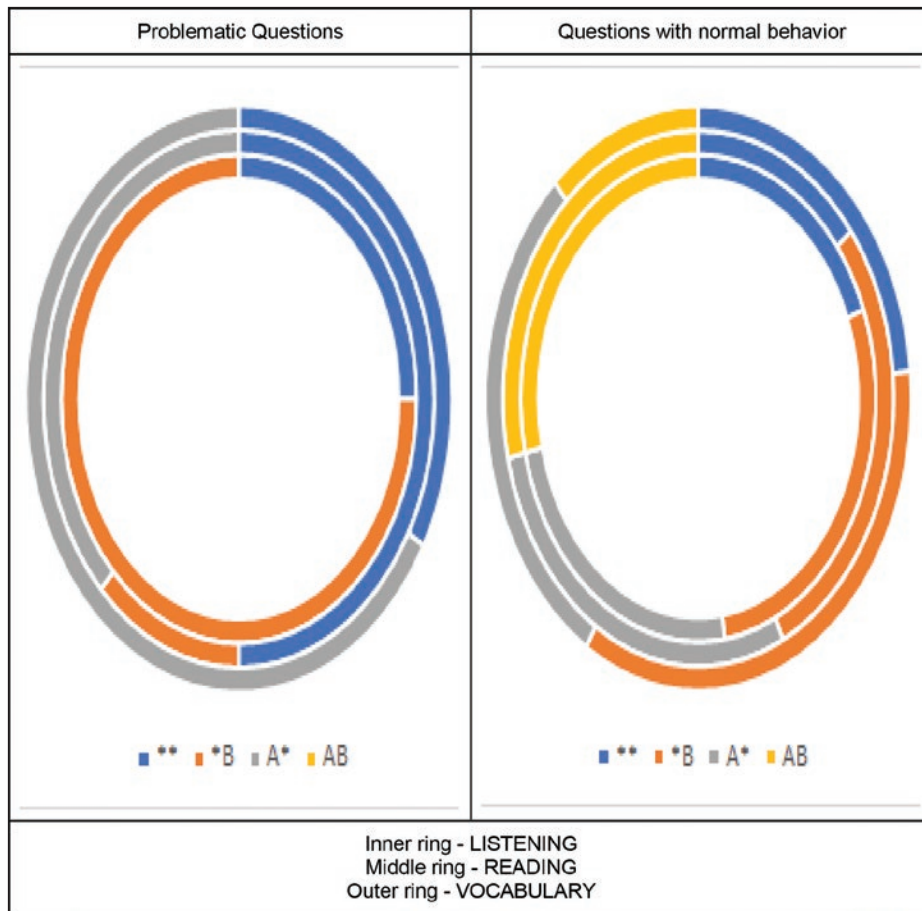 Problematic Questions
Questions with normal behavior
** *B A* AB
** *B A* AB
Inner ring - LISTENING
Middle ring - READING
Outer ring - VOCABULARY